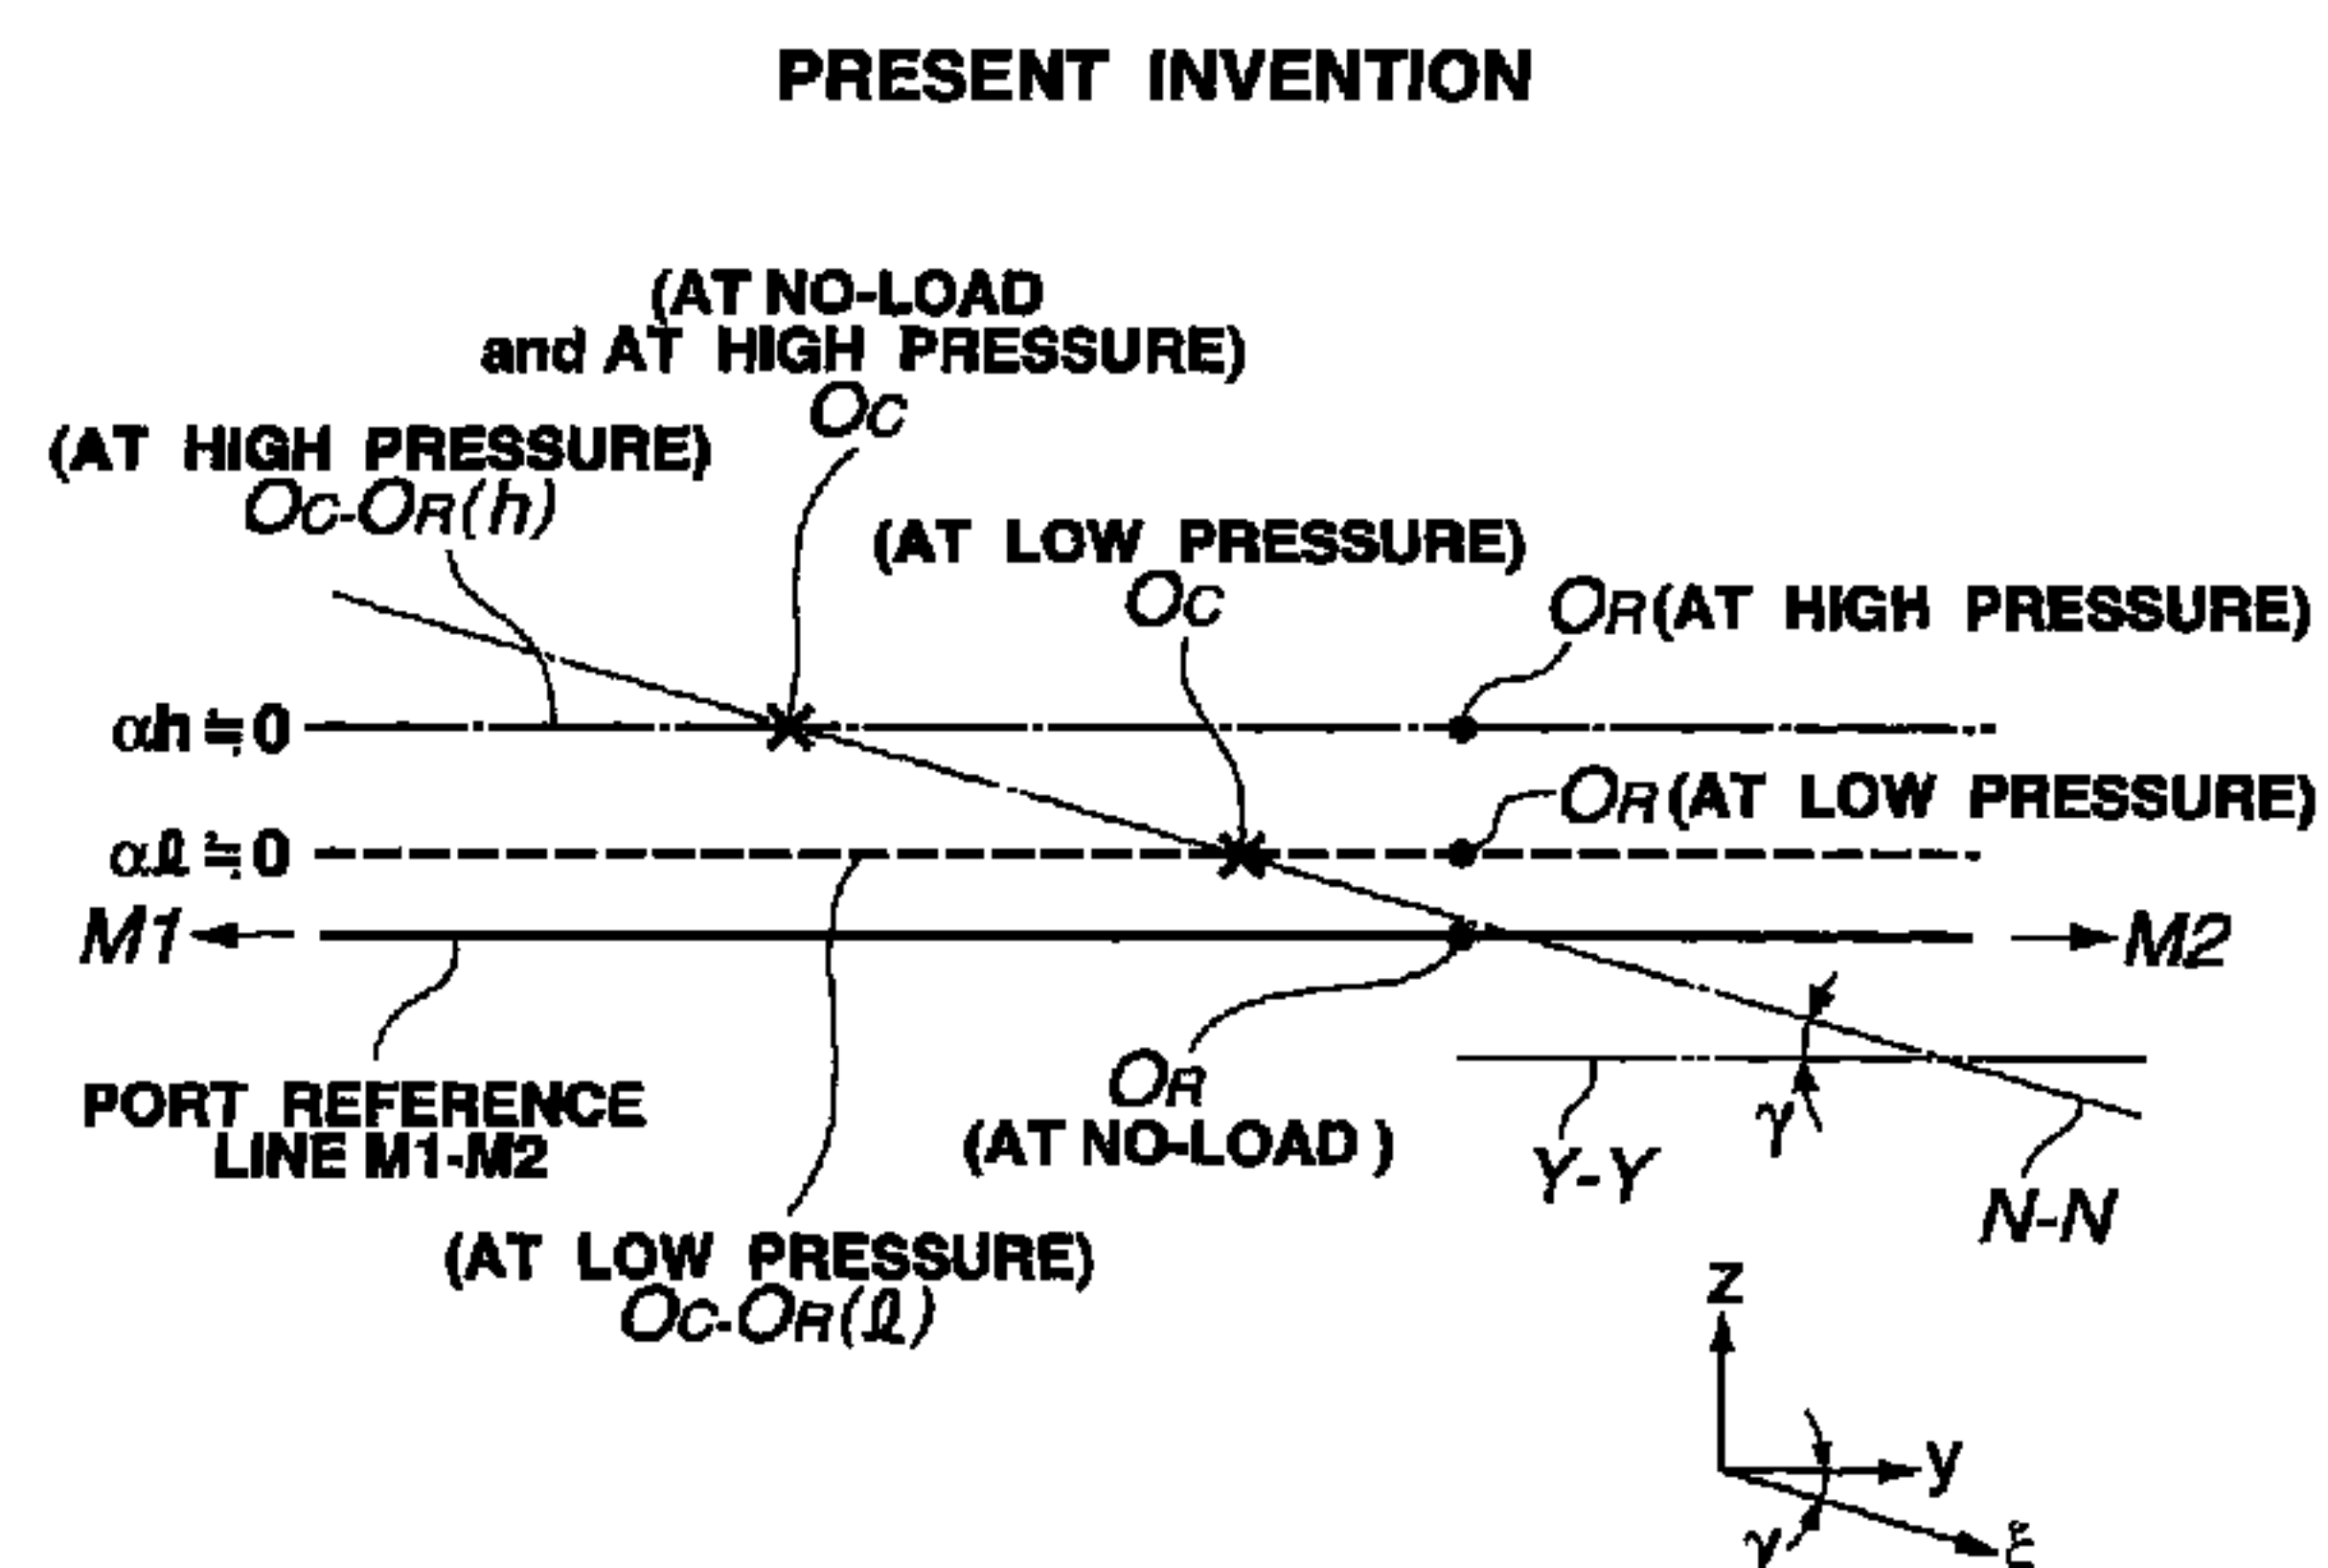 PRESENT INVENTION
(AT NO-LOAD
and AT HIGH PRESSURE)
OC
(AT HIGH PRESSURE)
OC-OR(h)
(AT LOW PRESSURE)
OC
OR(AT HIGH PRESSURE)
αh≒0
OR(AT LOW PRESSURE)
αℓ≒0
M1
M2
PORT REFERENCE
LINE M1-M2
OR
(AT NO-LOAD )
γ
Y-Y
N-N
(AT LOW PRESSURE)
OC-OR(ℓ)
z
y
γ
ξ